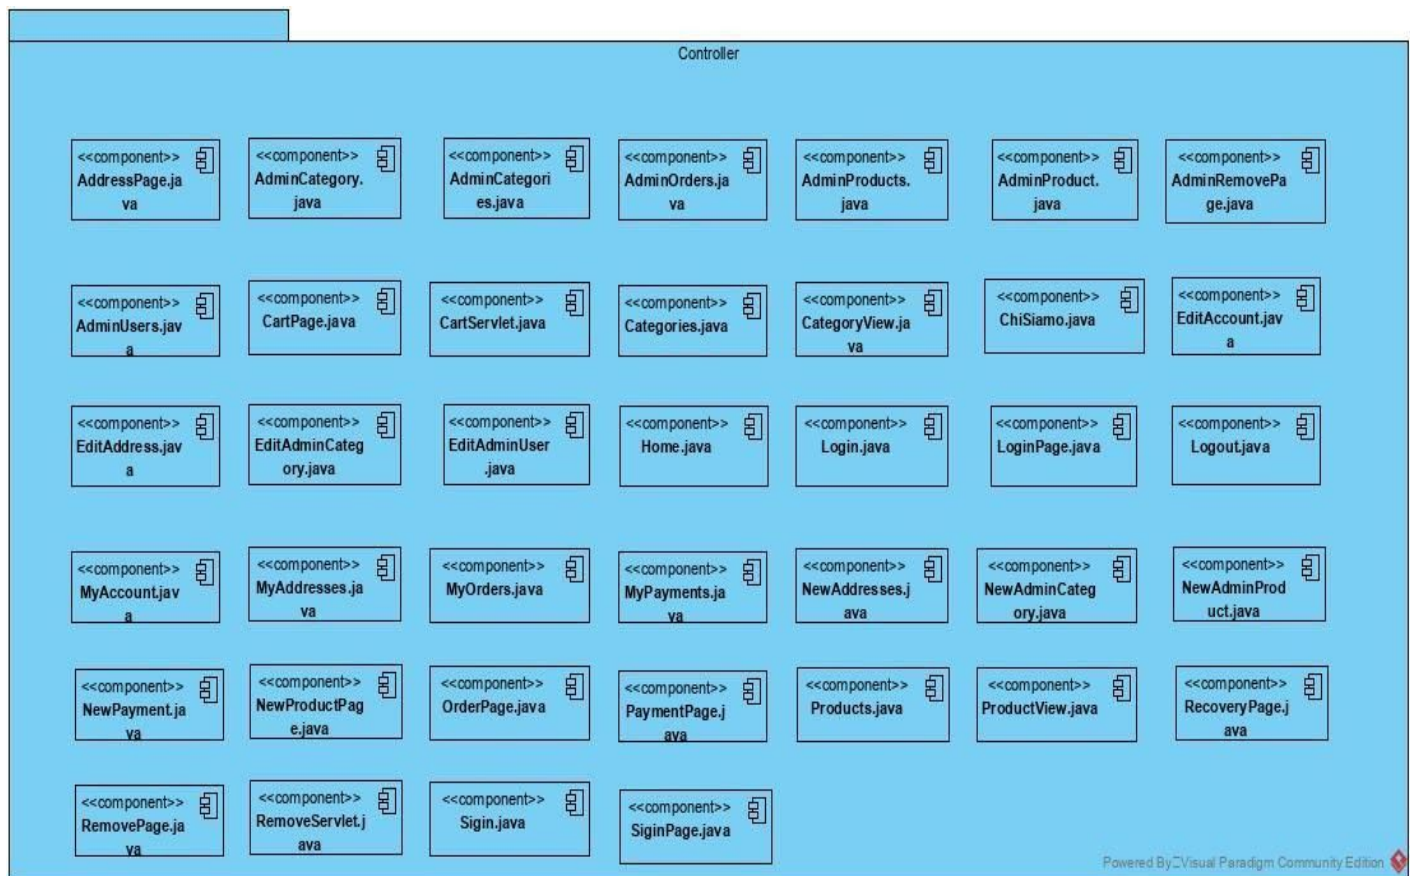 Controller
<<component>>
AddressPage.ja
va
<<component>>
AdminCategory.
java
<<component>>
AdminCategori
es.java
<<component>>
AdminOrders.ja
va
<<component>>
AdminProducts.
java
<<component>>
AdminProduct.
java
<<component>>
AdminRemovePa
ge.java
<<component>>
AdminUsers.jav
a
<<component>>
CartPage.java
<<component>>
CartServlet.java
<<component>>
Categories.java
<<component>>
CategoryView.ja
va
<<component>>
ChiSiamo.java
<<component>>
EditAccount.jav
a
<<component>>
EditAddress.jav
a
<<component>>
EditAdminCateg
ory.java
<<component>>
EditAdminUser
.java
<<component>>
Home.java
<<component>>
Login.java
<<component>>
LoginPage.java
<<component>>
Logout.java
<<component>>
MyAccount.jav
a
<<component>>
MyAddresses.ja
va
<<component>>
MyOrders.java
<<component>>
MyPayments.ja
va
<<component>>
NewAddresses.j
ava
<<component>>
NewAdminCateg
ory.java
<<component>>
NewAdminProd
uct.java
<<component>>
NewPayment.ja
va
<<component>>
NewProductPag
e.java
<<component>>
OrderPage.java
<<component>>
PaymentPage.j
ava
<<component>>
Products.java
<<component>>
ProductView.java
<<component>>
RecoveryPage.j
ava
<<component>>
RemovePage.ja
va
<<component>>
RemoveServlet.j
ava
<<component>>
Sigin.java
<<component>>
SiginPage.java
Powered By Visual Paradigm Community Edition